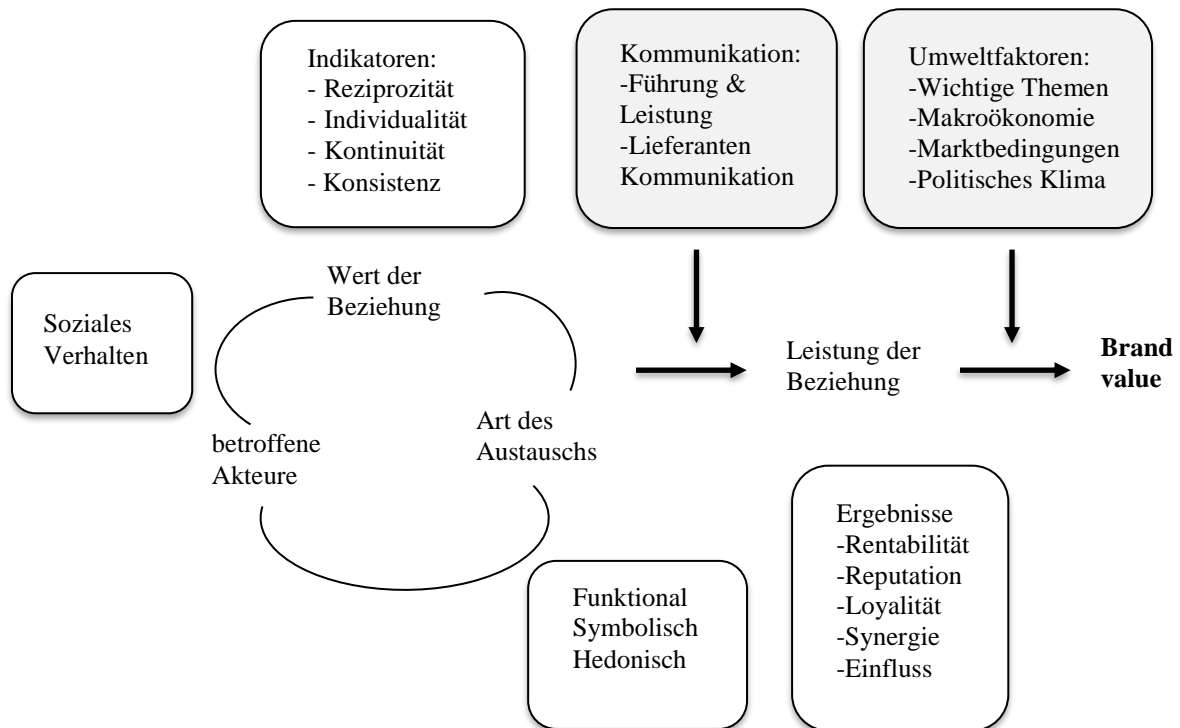 Indikatoren:
- Reziprozität
- Individualität
- Kontinuität
- Konsistenz
Kommunikation:
-Führung &
Leistung
-Lieferanten
Kommunikation
Umweltfaktoren:
-Wichtige Themen
-Makroökonomie
-Marktbedingungen
-Politisches Klima
Soziales
Verhalten
Wert der
Beziehung
betroffene
Akteure
Art des
Austauschs
Leistung der
Beziehung
Brand
value
Funktional
Symbolisch
Hedonisch
Ergebnisse
-Rentabilität
-Reputation
-Loyalität
-Synergie
-Einfluss